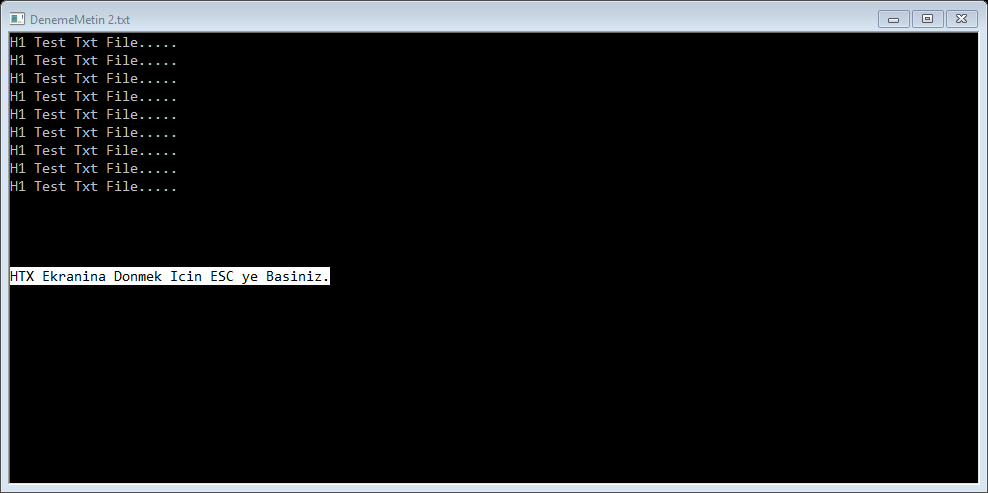 DenemeMetin 2.txt
H1 Test Txt File.....
H1 Test Txt File.....
H1 Test Txt File.....
H1 Test Txt File.....
H1 Test Txt File.....
H1 Test Txt File.....
H1 Test Txt File.....
H1 Test Txt File.....
H1 Test Txt File.....
HTX Ekranina Donmek Icin ESC ye Basiniz.